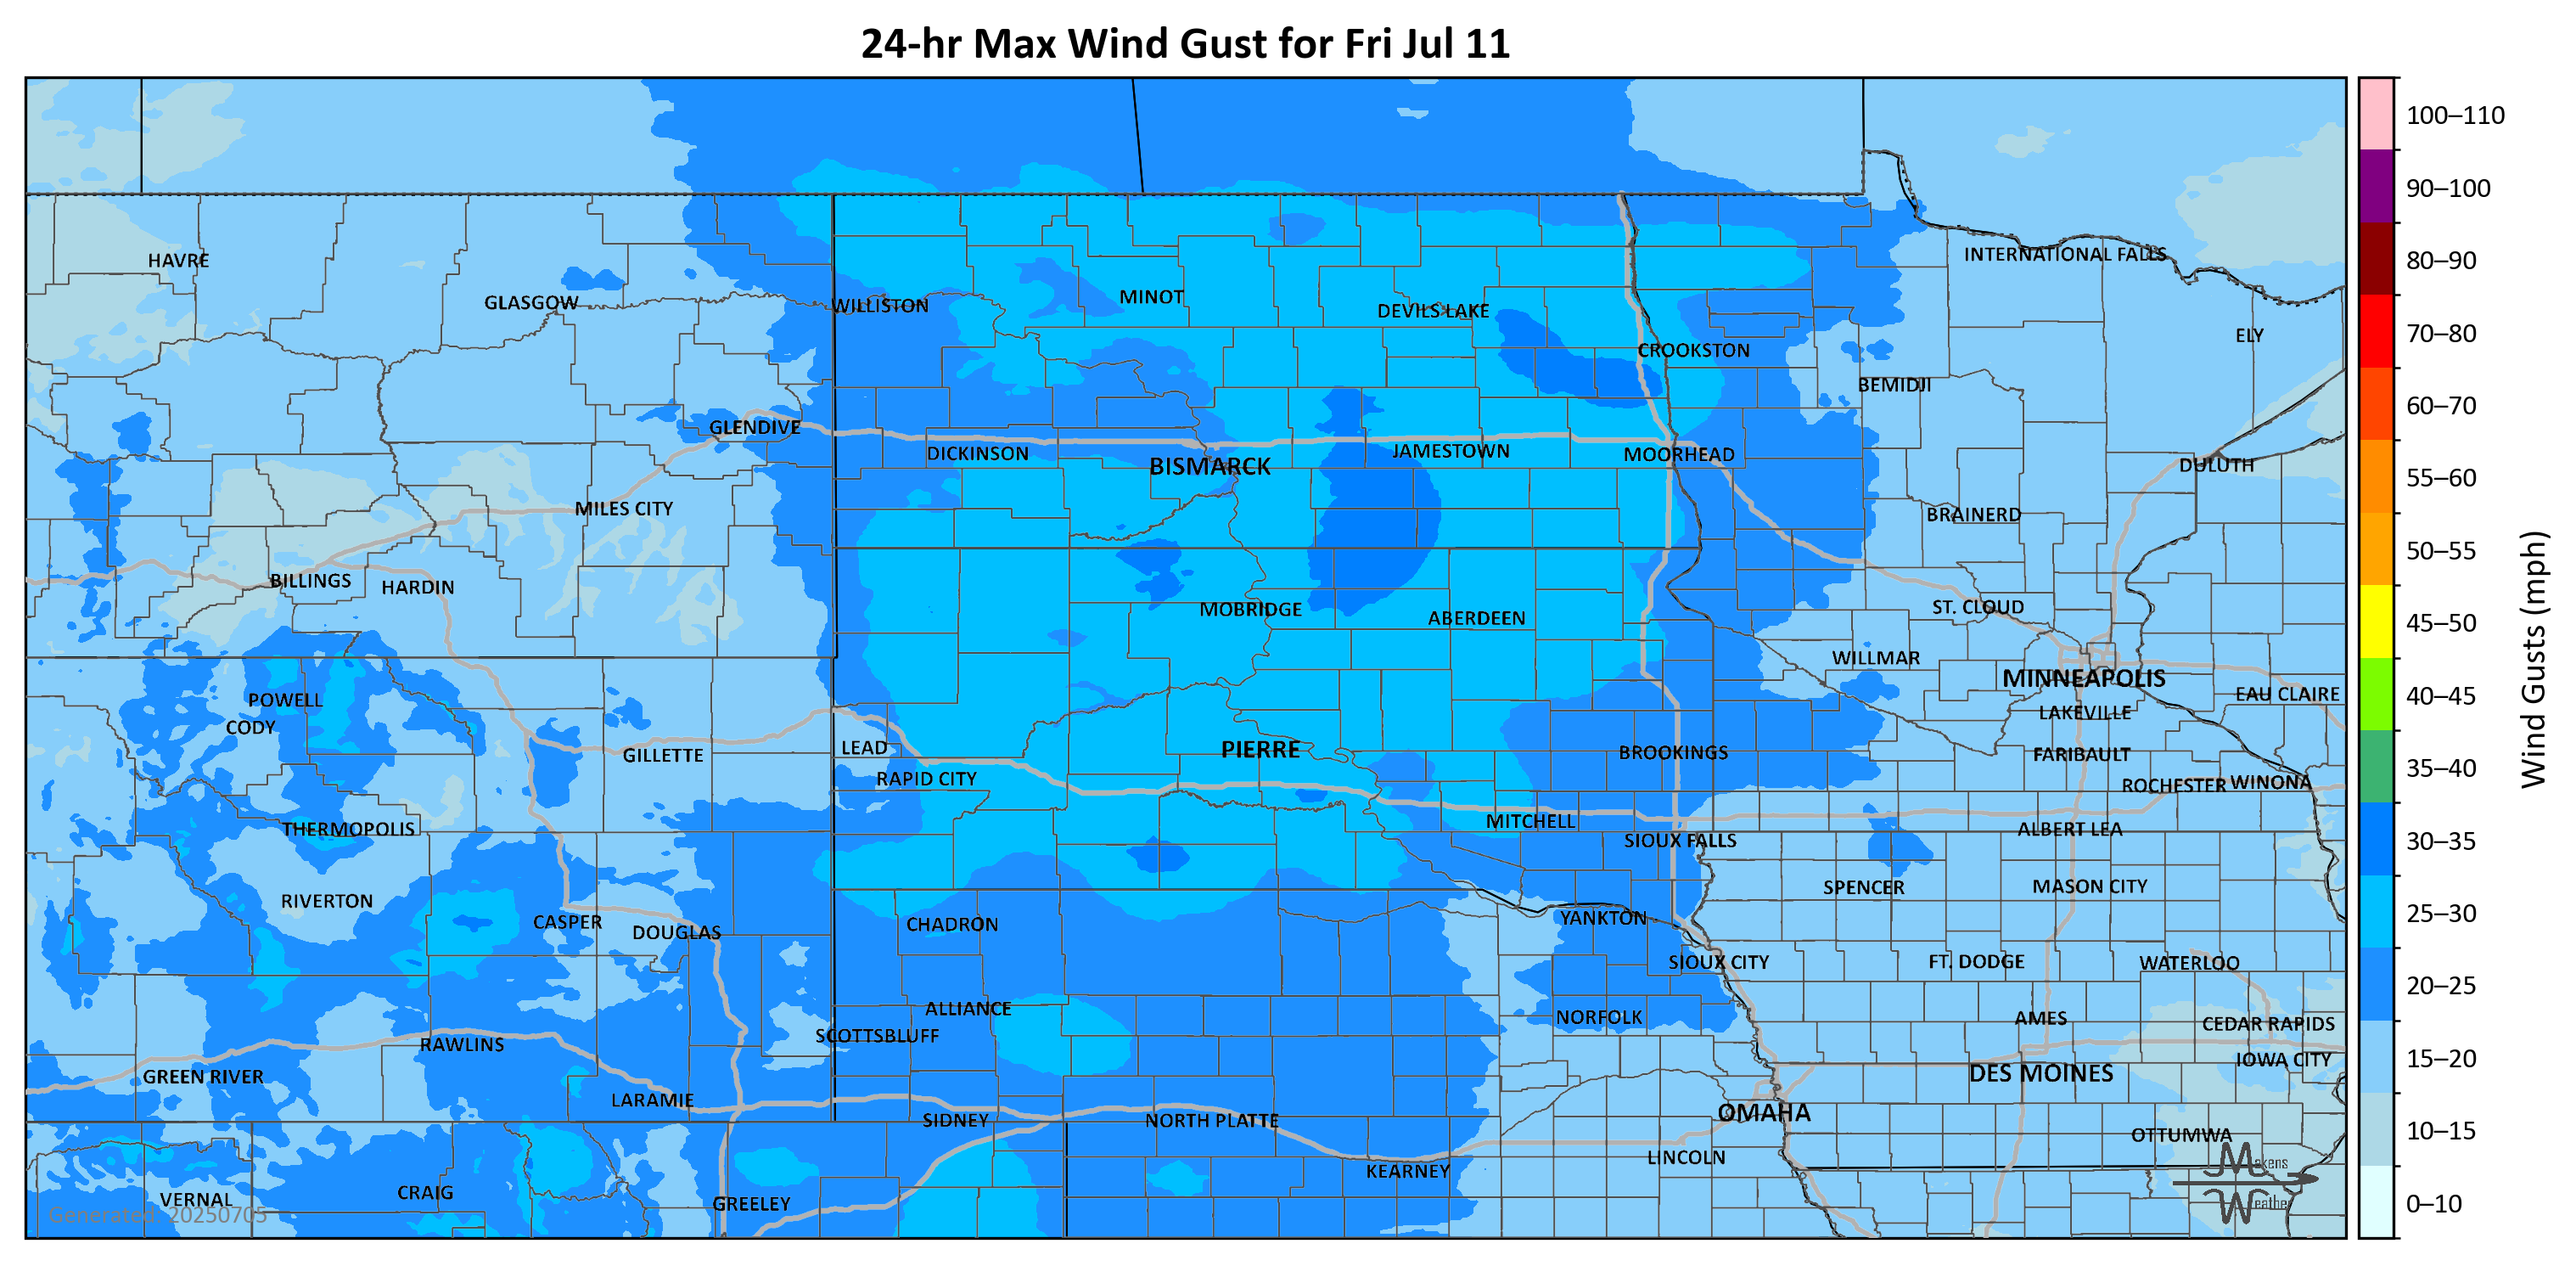 24-hr Max Wind Gust for Fri Jul 11
100–110
90–100
80–90
70–80
60–70
55–60
50–55
45–50
40–45
35–40
30–35
25–30
20–25
15–20
10–15
0–10
Wind Gusts (mph)
HAVRE
INTERNATIONAL FALLS
GLASGOW
WILLISTON
MINOT
DEVILS LAKE
ELY
CROOKSTON
BEMIDJI
GLENDIVE
DICKINSON
BISMARCK
JAMESTOWN
MOORHEAD
DULUTH
MILES CITY
BRAINERD
BILLINGS
HARDIN
MOBRIDGE
ABERDEEN
ST. CLOUD
WILLMAR
MINNEAPOLIS
EAU CLAIRE
POWELL
CODY
LAKEVILLE
GILLETTE
LEAD
PIERRE
BROOKINGS
FARIBAULT
RAPID CITY
ROCHESTER
WINONA
THERMOPOLIS
MITCHELL
SIOUX FALLS
ALBERT LEA
RIVERTON
SPENCER
MASON CITY
CASPER
DOUGLAS
CHADRON
YANKTON
SIOUX CITY
FT. DODGE
WATERLOO
ALLIANCE
NORFOLK
AMES
CEDAR RAPIDS
SCOTTSBLUFF
RAWLINS
IOWA CITY
GREEN RIVER
DES MOINES
LARAMIE
SIDNEY
NORTH PLATTE
OMAHA
OTTUMWA
LINCOLN
KEARNEY
VERNAL
CRAIG
GREELEY
Generated: 20250705
Makens
Weather